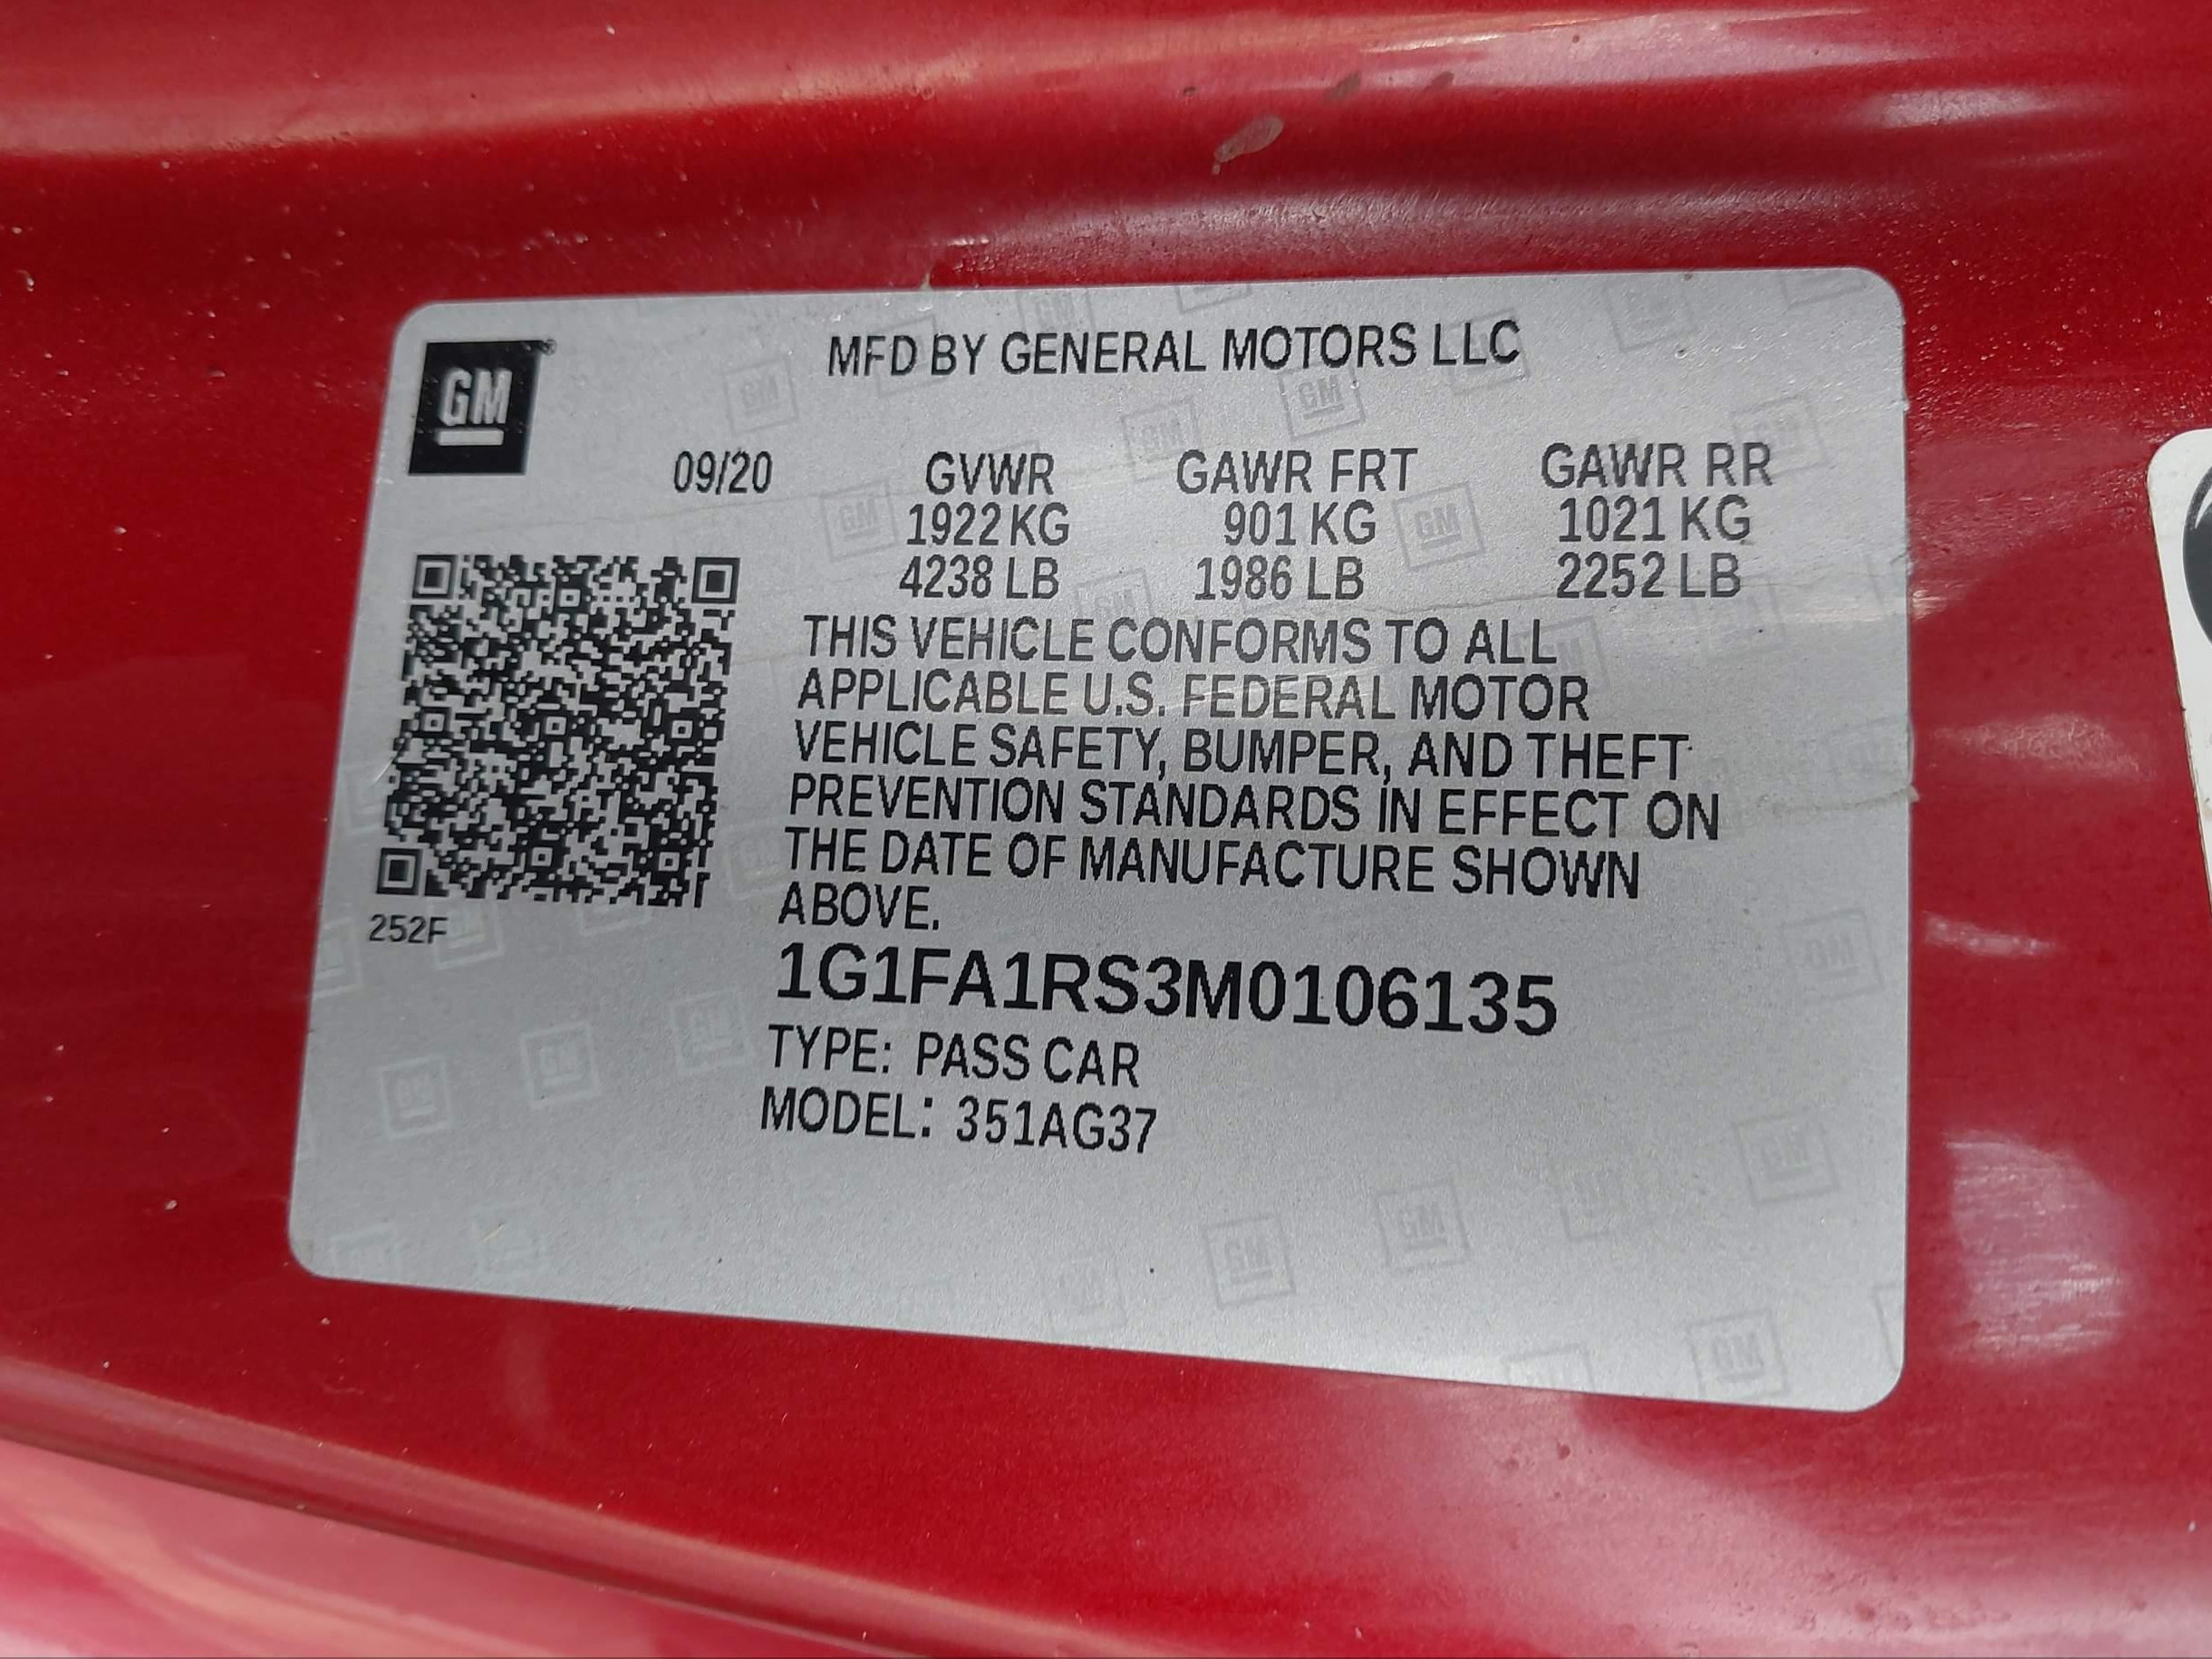 GM
MFD BY GENERAL MOTORS LLC
09/20 GVWR GAWR FRT GAWR RR
1922 KG 901 KG 1021 KG
4238 LB 1986 LB 2252 LB
THIS VEHICLE CONFORMS TO ALL
APPLICABLE U.S. FEDERAL MOTOR
VEHICLE SAFETY, BUMPER, AND THEFT
PREVENTION STANDARDS IN EFFECT ON
THE DATE OF MANUFACTURE SHOWN
ABOVE.
252F
1G1FA1RS3M0106135
TYPE: PASS CAR
MODEL: 351AG37